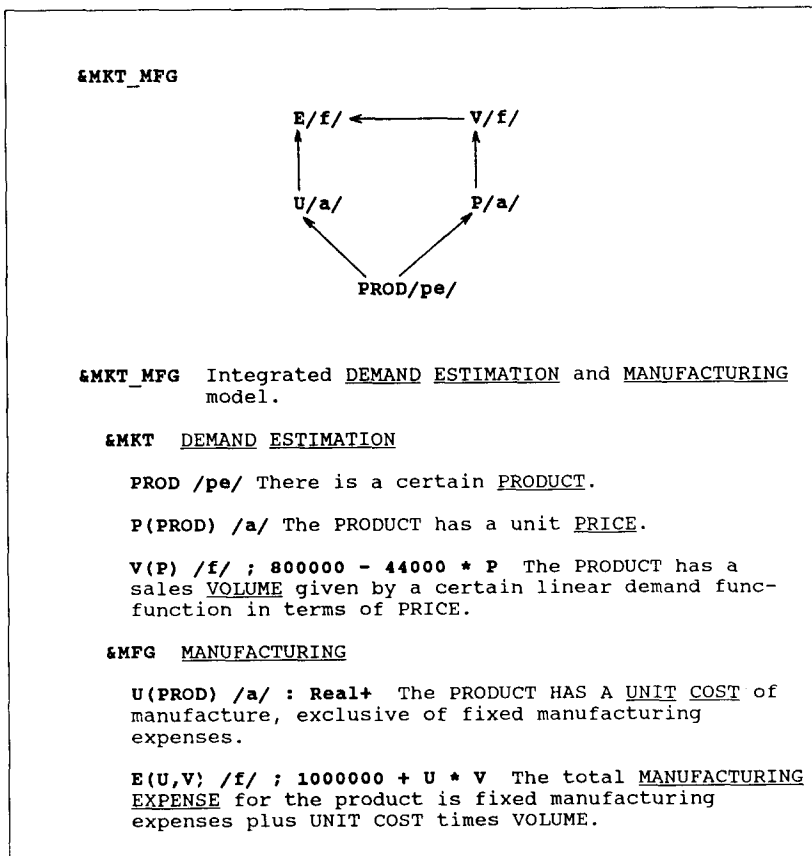 &MKT_MFG
E/f/ V/f/
U/a/ P/a/
PROD/pe/
&MKT_MFG Integrated DEMAND ESTIMATION and MANUFACTURING
model.
&MKT DEMAND ESTIMATION
PROD /pe/ There is a certain PRODUCT.
P(PROD) /a/ The PRODUCT has a unit PRICE.
V(P) /f/ ; 800000 - 44000 * P The PRODUCT has a
sales VOLUME given by a certain linear demand func-
function in terms of PRICE.
&MFG MANUFACTURING
U(PROD) /a/ : Real+ The PRODUCT HAS A UNIT COST of
manufacture, exclusive of fixed manufacturing
expenses.
E(U,V) /f/ ; 1000000 + U * V The total MANUFACTURING
EXPENSE for the product is fixed manufacturing
expenses plus UNIT COST times VOLUME.